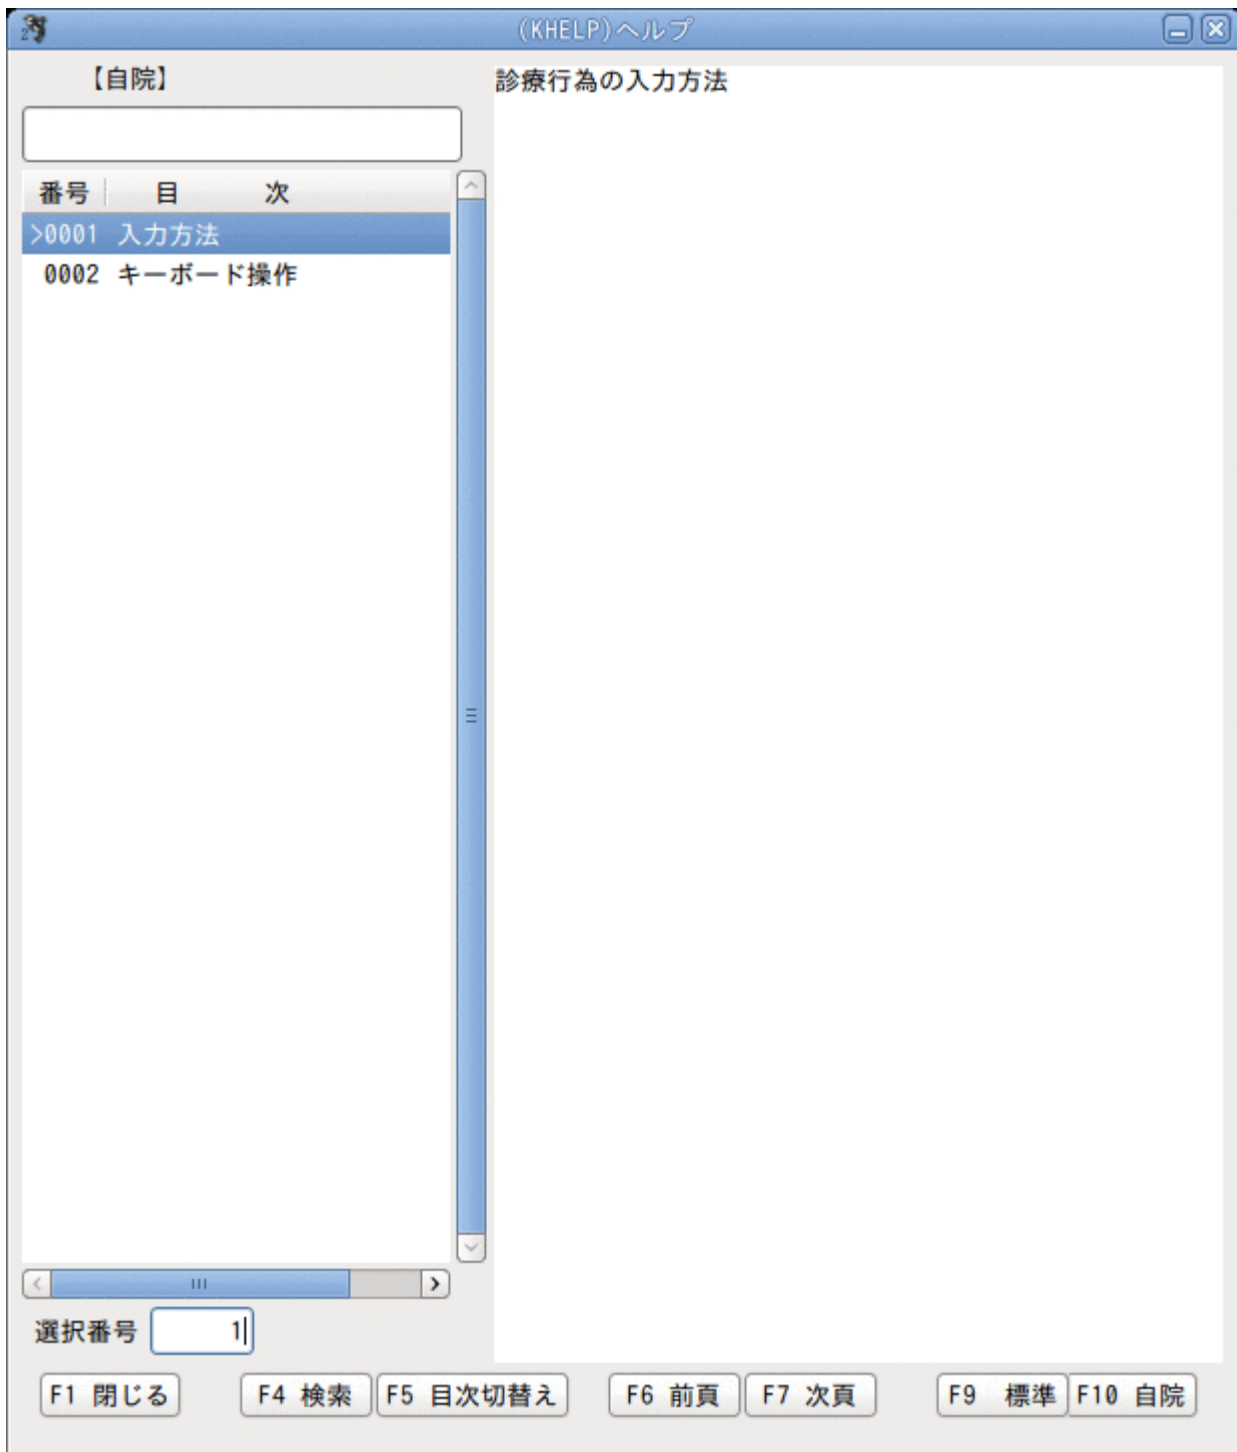 (KHELP)ヘルプ
【自院】
診療行為の入力方法
番号 目 次
>0001 入力方法
0002 キーボード操作
選択番号 1
F1 閉じる F4 検索 F5 目次切替え F6 前頁 F7 次頁 F9 標準 F10 自院